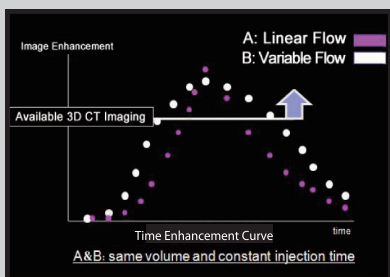 A: Linear Flow
Image Enhancement
B: Variable Flow
Available 3D CT Imaging
Time Enhancement Curve
time
A&B: same volume and constant injection time